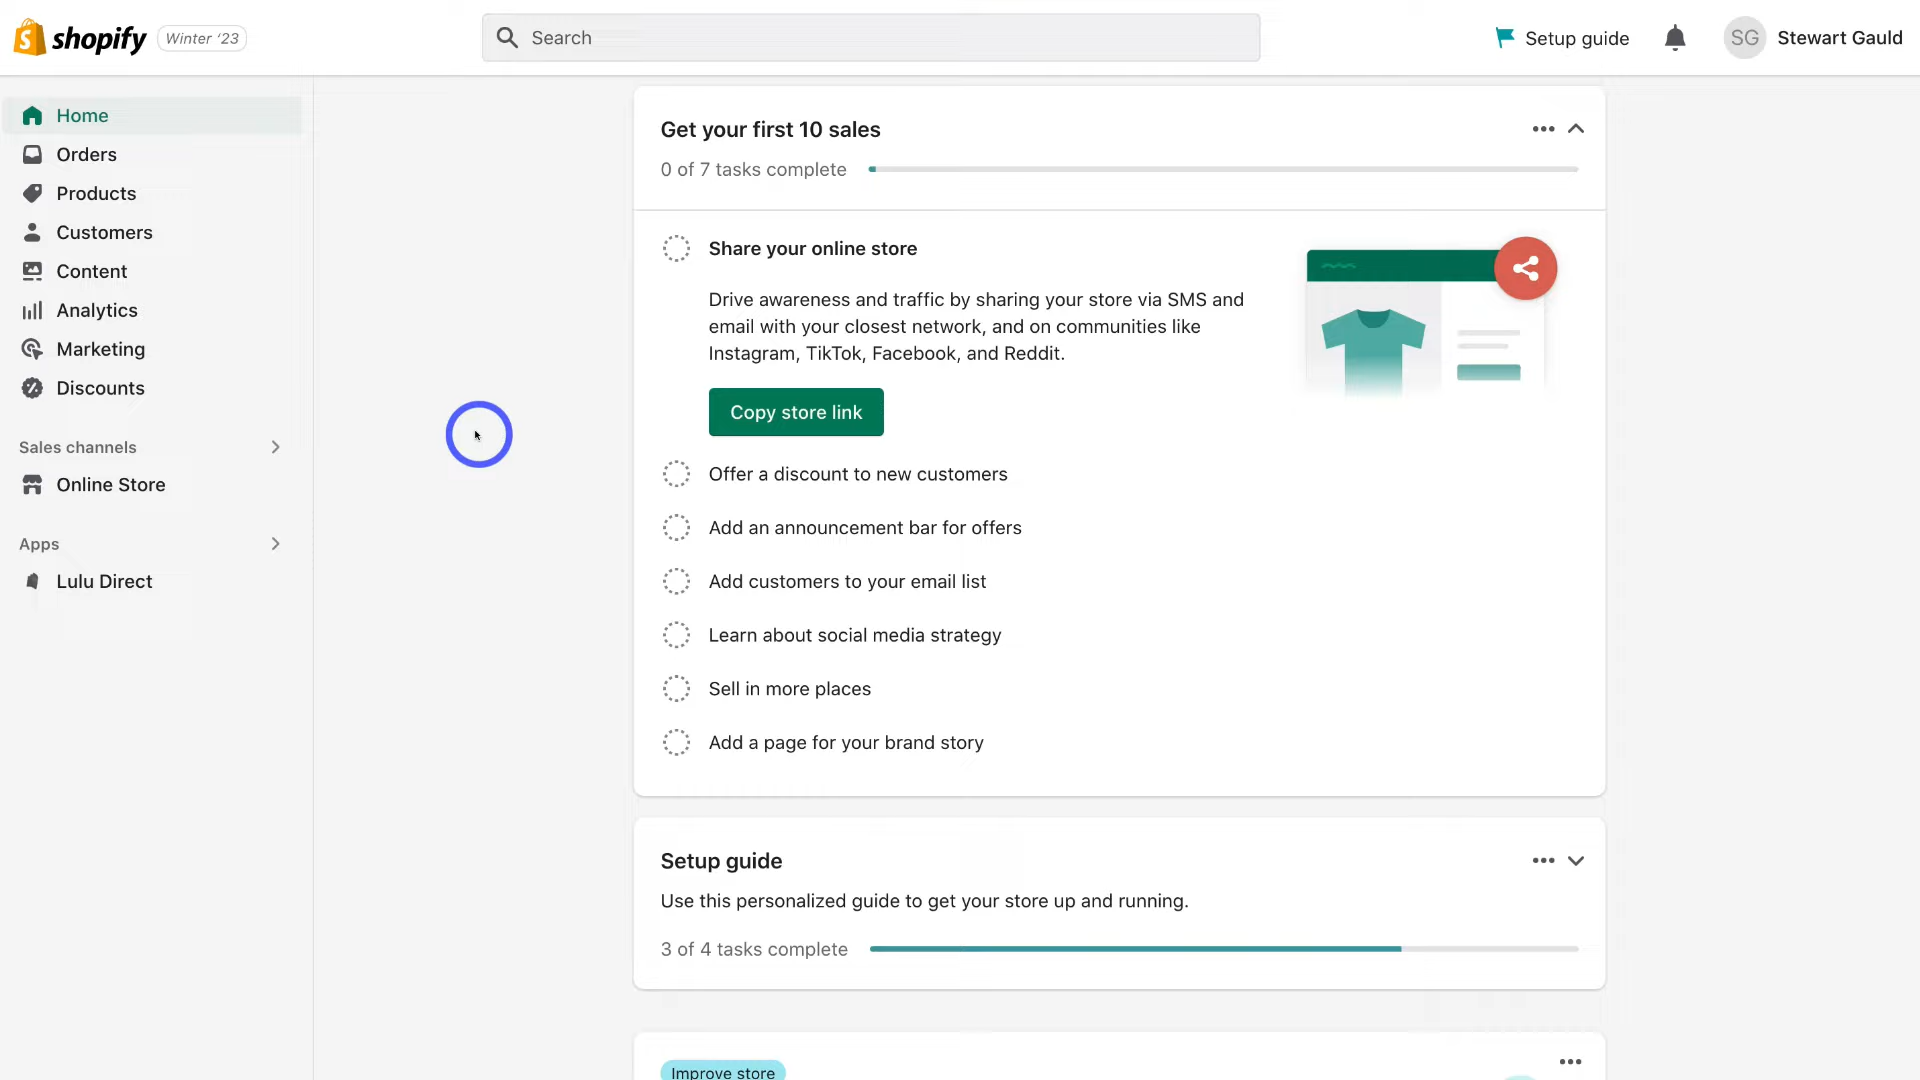 shopify
Winter ‘23
Search
Setup guide
SG
Stewart Gauld
Home
Orders
Products
Customers
Content
Analytics
Marketing
Discounts
Sales channels
Online Store
Apps
Lulu Direct
Get your first 10 sales
0 of 7 tasks complete
Share your online store
Drive awareness and traffic by sharing your store via SMS and
email with your closest network, and on communities like
Instagram, TikTok, Facebook, and Reddit.
Copy store link
Offer a discount to new customers
Add an announcement bar for offers
Add customers to your email list
Learn about social media strategy
Sell in more places
Add a page for your brand story
Setup guide
Use this personalized guide to get your store up and running.
3 of 4 tasks complete
Improve store